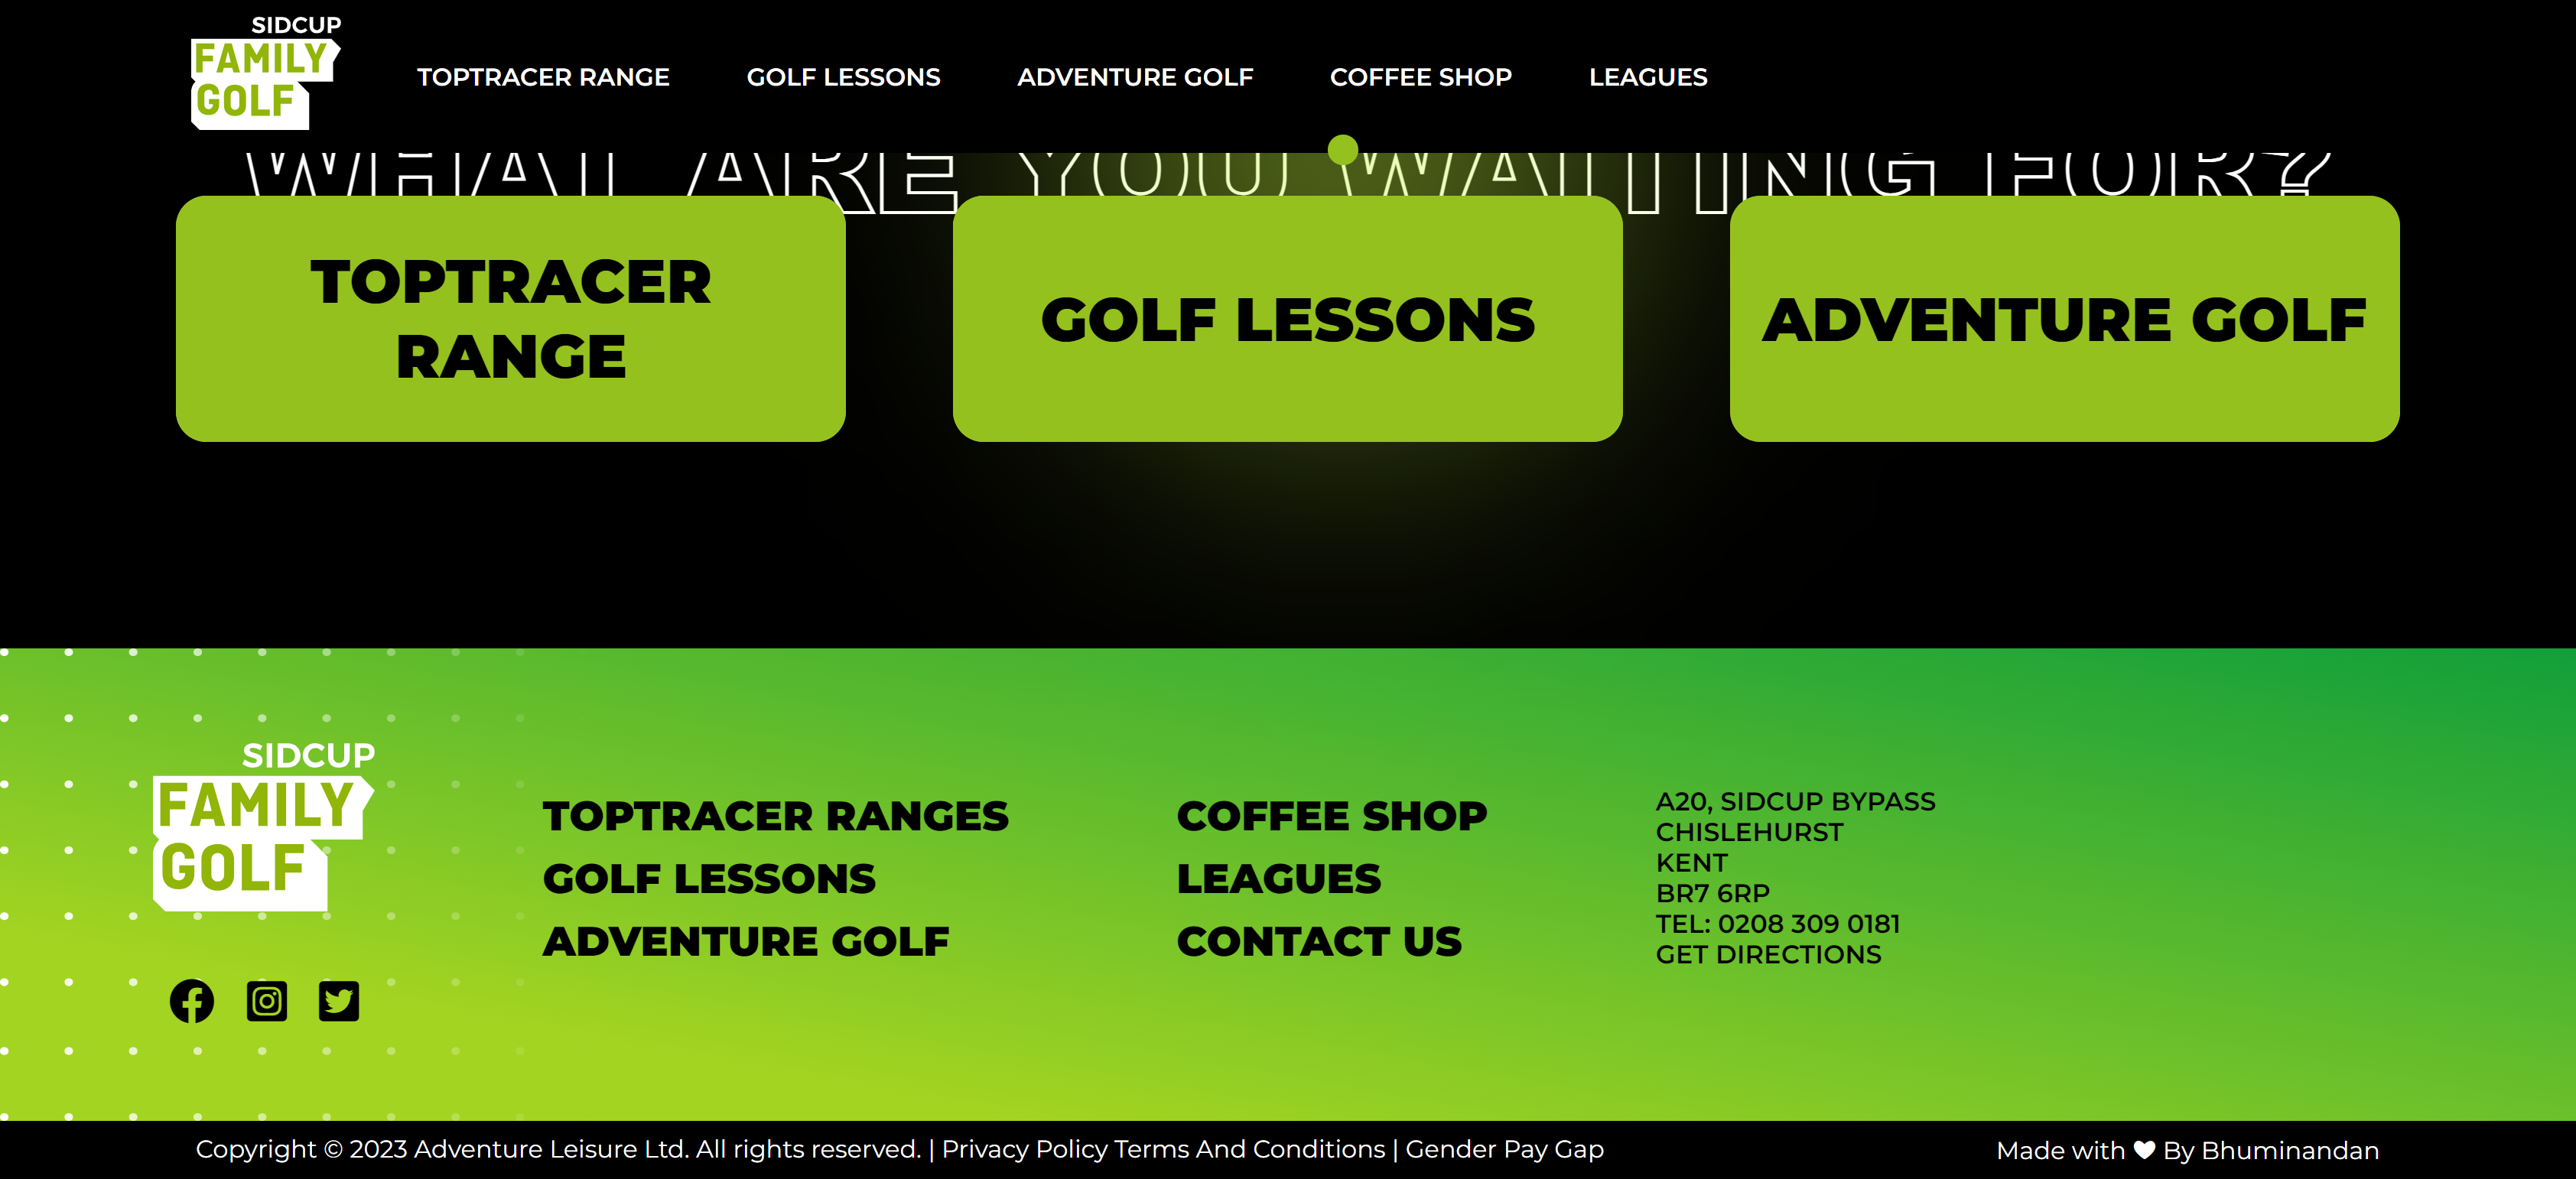 SIDCUP
FAMILY
GOLF
TOPTRACER RANGE
GOLF LESSONS
ADVENTURE GOLF
COFFEE SHOP
LEAGUES
WHAT ARE YOU WAITING FOR?
TOPTRACER
RANGE
GOLF LESSONS
ADVENTURE GOLF
SIDCUP
FAMILY
GOLF
TOPTRACER RANGES
GOLF LESSONS
ADVENTURE GOLF
COFFEE SHOP
LEAGUES
CONTACT US
A20, SIDCUP BYPASS
CHISLEHURST
KENT
BR7 6RP
TEL: 0208 309 0181
GET DIRECTIONS
Copyright © 2023 Adventure Leisure Ltd. All rights reserved. | Privacy Policy Terms And Conditions | Gender Pay Gap
Made with ♥ By Bhuminandan